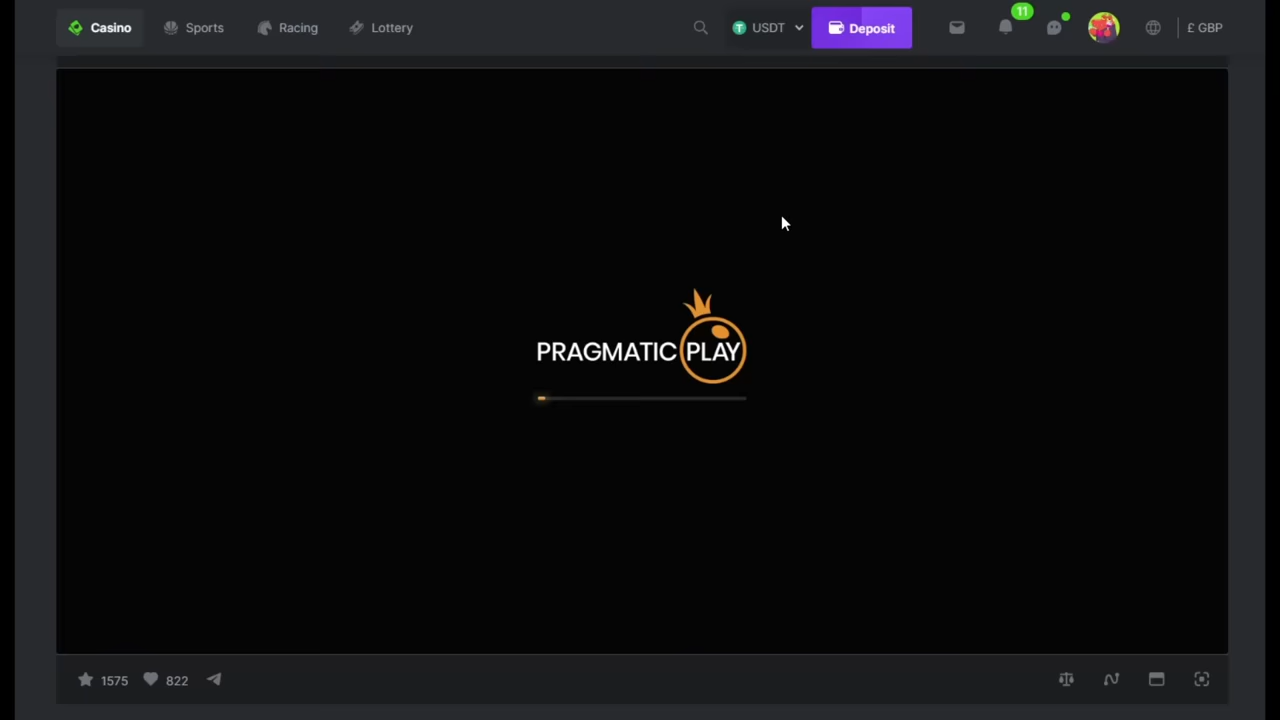 Casino Sports Racing Lottery USDT Deposit 11 £ GBP
PRAGMATIC PLAY
1575 822